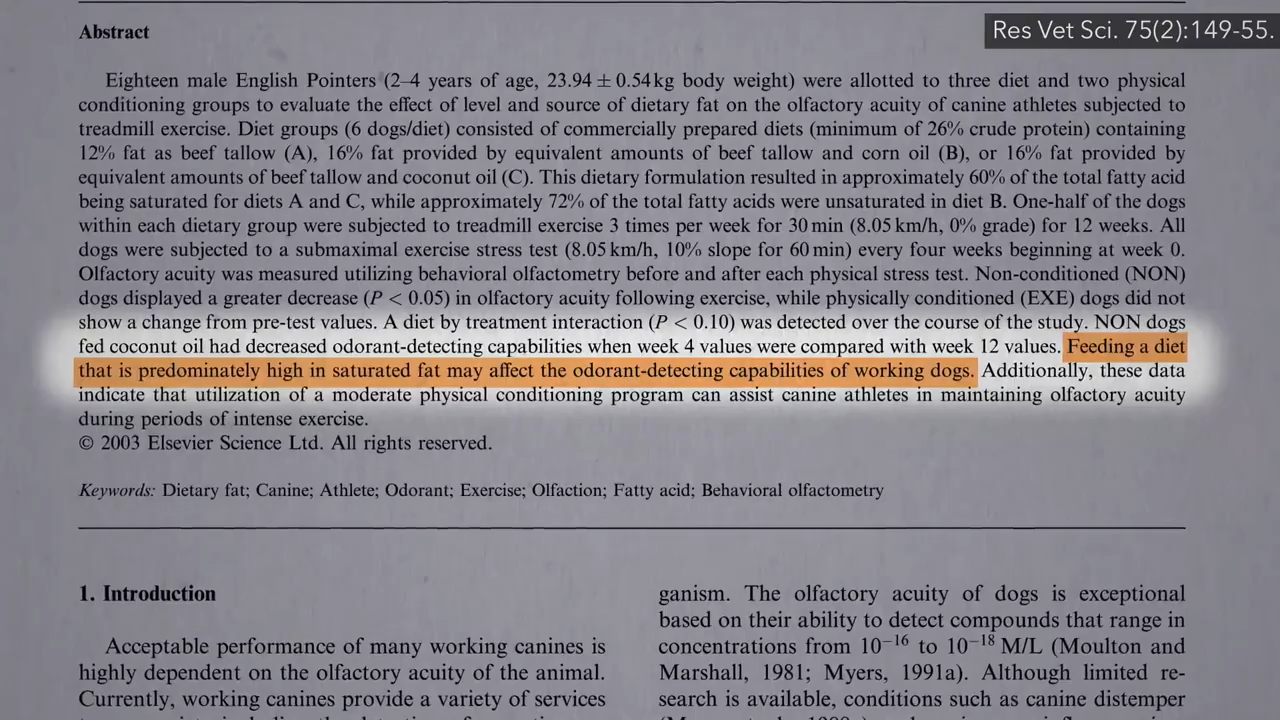 Res Vet Sci. 75(2):149-55.
Abstract
Eighteen male English Pointers (2–4 years of age, 23.94 ± 0.54 kg body weight) were allotted to three diet and two physical
conditioning groups to evaluate the effect of level and source of dietary fat on the olfactory acuity of canine athletes subjected to
treadmill exercise. Diet groups (6 dogs/diet) consisted of commercially prepared diets (minimum of 26% crude protein) containing
12% fat as beef tallow (A), 16% fat provided by equivalent amounts of beef tallow and corn oil (B), or 16% fat provided by
equivalent amounts of beef tallow and coconut oil (C). This dietary formulation resulted in approximately 60% of the total fatty acid
being saturated for diets A and C, while approximately 72% of the total fatty acids were unsaturated in diet B. One-half of the dogs
within each dietary group were subjected to treadmill exercise 3 times per week for 30 min (8.05 km/h, 0% grade) for 12 weeks. All
dogs were subjected to a submaximal exercise stress test (8.05 km/h, 10% slope for 60 min) every four weeks beginning at week 0.
Olfactory acuity was measured utilizing behavioral olfactometry before and after each physical stress test. Non-conditioned (NON)
dogs displayed a greater decrease (P < 0.05) in olfactory acuity following exercise, while physically conditioned (EXE) dogs did not
show a change from pre-test values. A diet by treatment interaction (P < 0.10) was detected over the course of the study. NON dogs
fed coconut oil had decreased odorant-detecting capabilities when week 4 values were compared with week 12 values. Feeding a diet
that is predominately high in saturated fat may affect the odorant-detecting capabilities of working dogs. Additionally, these data
indicate that utilization of a moderate physical conditioning program can assist canine athletes in maintaining olfactory acuity
during periods of intense exercise.
© 2003 Elsevier Science Ltd. All rights reserved.
Keywords: Dietary fat; Canine; Athlete; Odorant; Exercise; Olfaction; Fatty acid; Behavioral olfactometry
1. Introduction
Acceptable performance of many working canines is
highly dependent on the olfactory acuity of the animal.
Currently, working canines provide a variety of services
ganism. The olfactory acuity of dogs is exceptional
based on their ability to detect compounds that range in
concentrations from 10⁻¹⁶ to 10⁻¹⁸ M/L (Moulton and
Marshall, 1981; Myers, 1991a). Although limited re-
search is available, conditions such as canine distemper